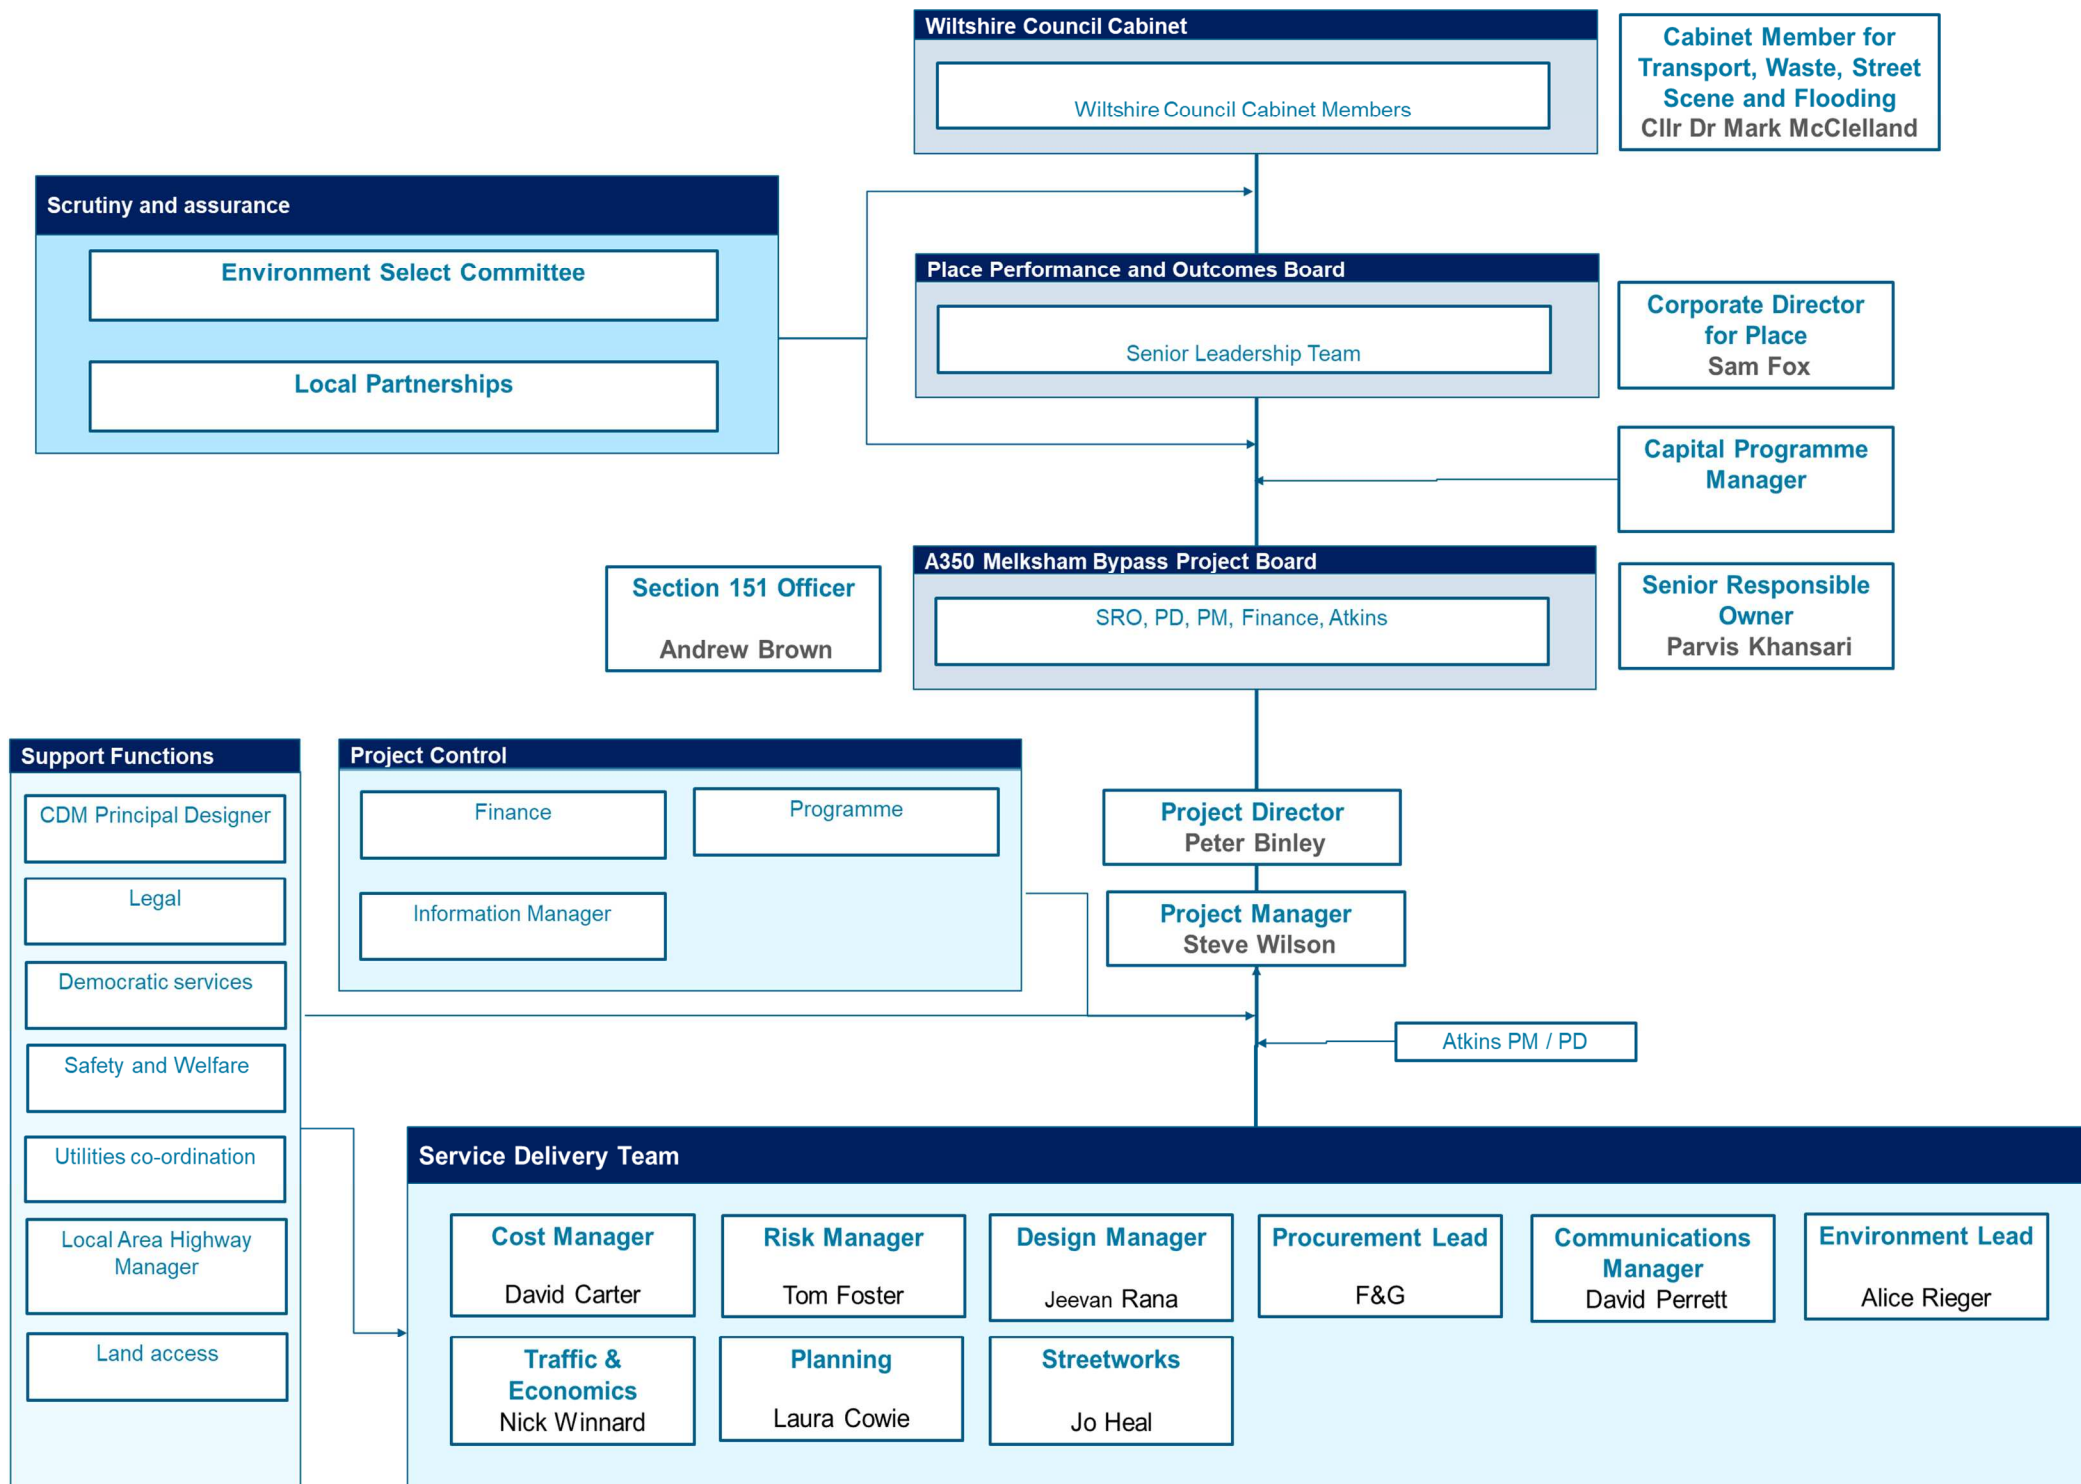 Wiltshire Council Cabinet
Wiltshire Council Cabinet Members
Cabinet Member for
Transport, Waste, Street
Scene and Flooding
Cllr Dr Mark McClelland
Scrutiny and assurance
Environment Select Committee
Local Partnerships
Place Performance and Outcomes Board
Senior Leadership Team
Corporate Director
for Place
Sam Fox
Capital Programme
Manager
A350 Melksham Bypass Project Board
SRO, PD, PM, Finance, Atkins
Section 151 Officer
Andrew Brown
Senior Responsible
Owner
Parvis Khansari
Support Functions
CDM Principal Designer
Legal
Democratic services
Safety and Welfare
Utilities co-ordination
Local Area Highway
Manager
Land access
Project Control
Finance
Programme
Information Manager
Project Director
Peter Binley
Project Manager
Steve Wilson
Atkins PM / PD
Service Delivery Team
Cost Manager
David Carter
Risk Manager
Tom Foster
Design Manager
Jeevan Rana
Procurement Lead
F&G
Communications
Manager
David Perrett
Environment Lead
Alice Rieger
Traffic &
Economics
Nick Winnard
Planning
Laura Cowie
Streetworks
Jo Heal